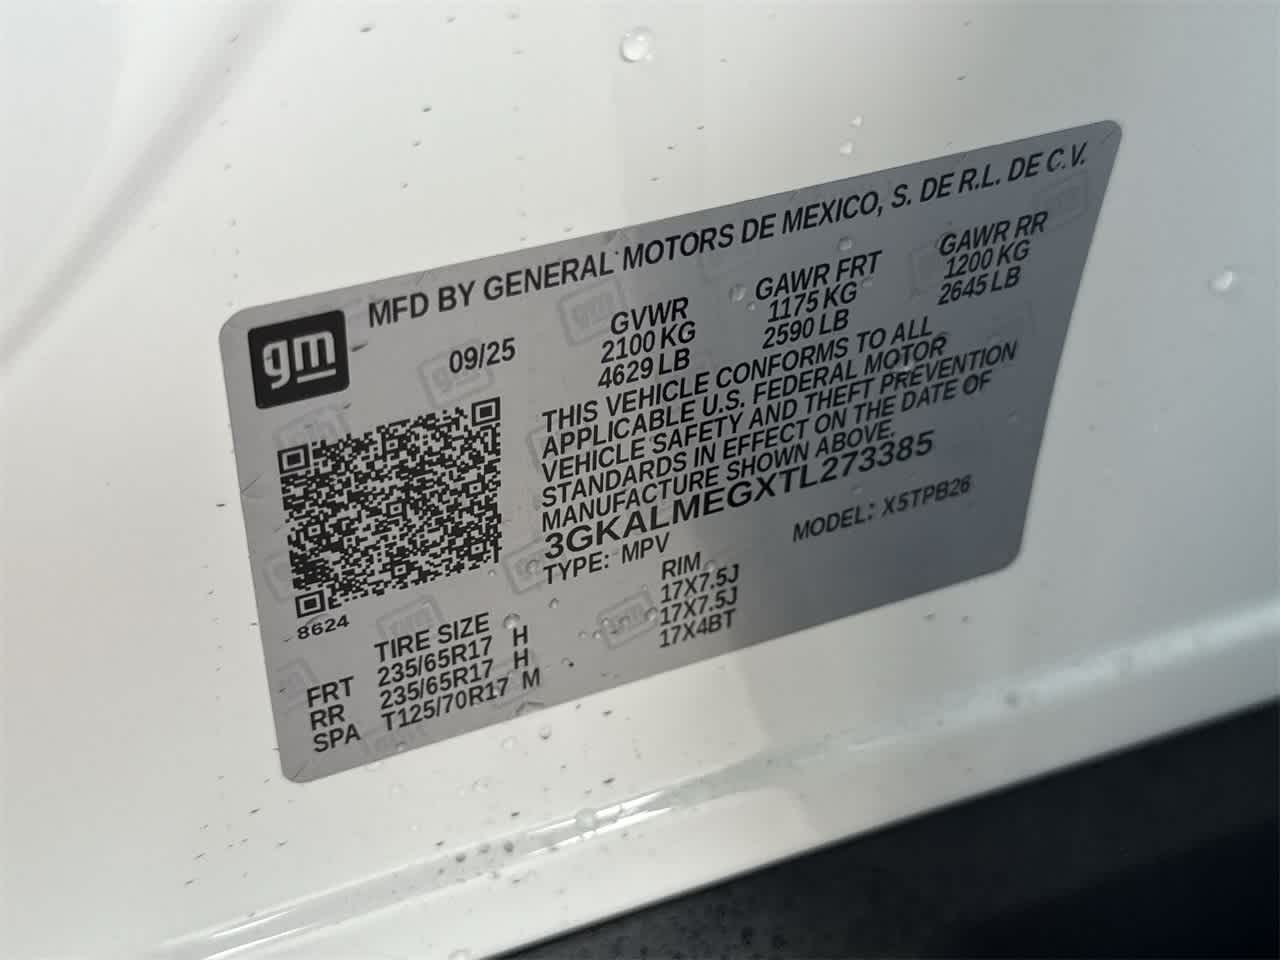 MFD BY GENERAL MOTORS DE MEXICO, S. DE R.L. DE C.V.
gm
09/25
GVWR
2100 KG
4629 LB
GAWR FRT
1175 KG
2590 LB
GAWR RR
1200 KG
2645 LB
THIS VEHICLE CONFORMS TO ALL
APPLICABLE U.S. FEDERAL MOTOR
VEHICLE SAFETY AND THEFT PREVENTION
STANDARDS IN EFFECT ON THE DATE OF
MANUFACTURE SHOWN ABOVE.
3GKALMEGXTL273385
TYPE: MPV
MODEL: X5TPB26
8624
TIRE SIZE RIM
FRT 235/65R17 H 17X7.5J
RR 235/65R17 H 17X7.5J
SPA T125/70R17 M 17X4BT